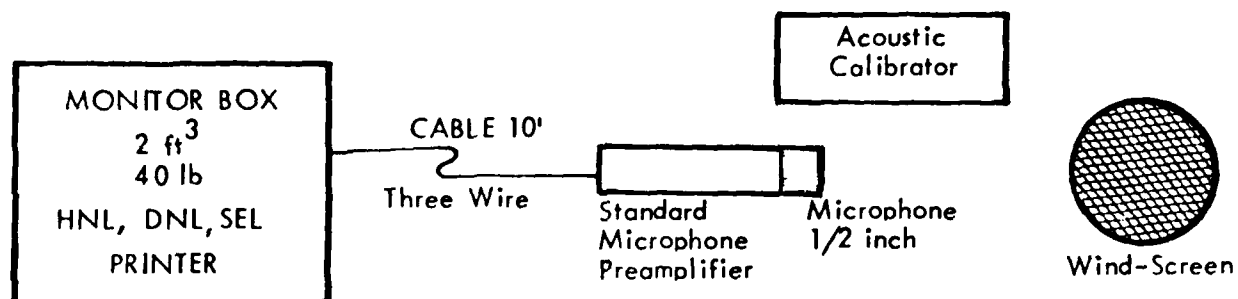 MONITOR BOX
2 ft³
40 lb
HNL, DNL, SEL
PRINTER
CABLE 10'
Three Wire
Standard
Microphone
Preamplifier
Microphone
1/2 inch
Acoustic
Calibrator
Wind-Screen